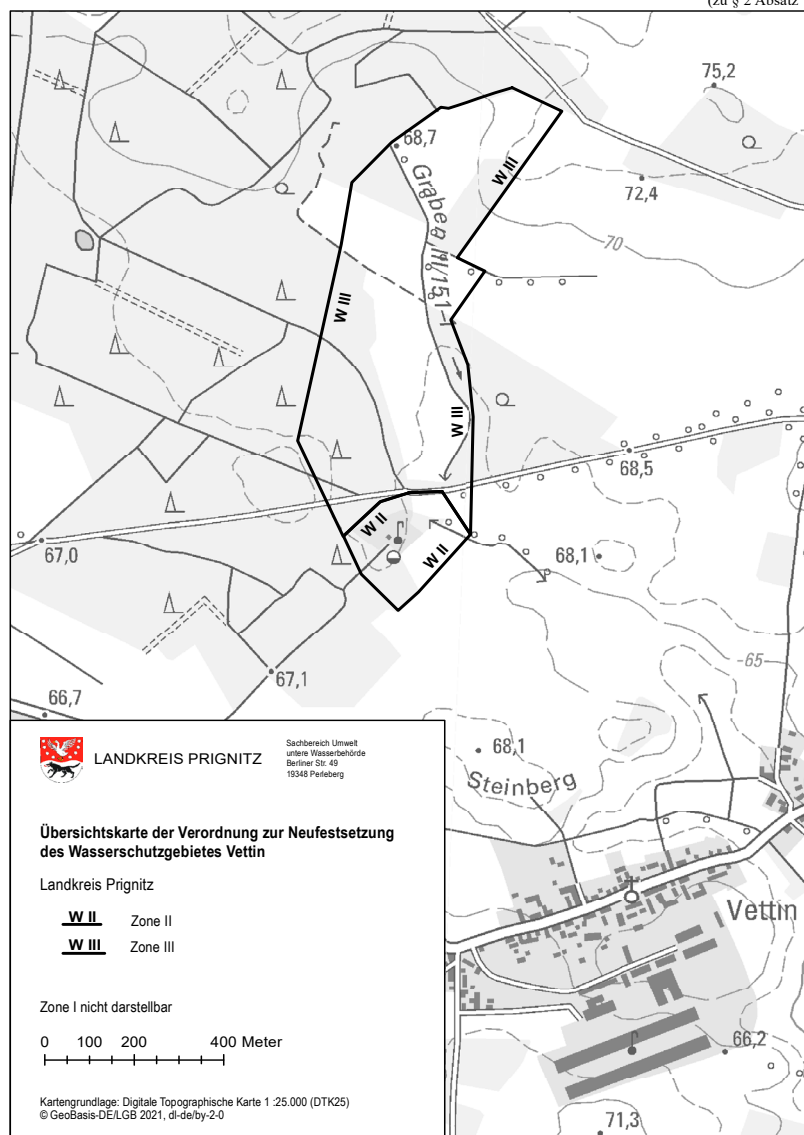 (zu § 2 Absatz
75,2
68,7
72,4
W III
Graben III/151-1
70
W III
W III
68,5
W II
W II
67,0
68,1
65
67,1
66,7
68,1
Steinberg
Vettin
66,2
71,3
LANDKREIS PRIGNITZ
Sachbereich Umwelt
untere Wasserbehörde
Berliner Str. 49
19348 Perleberg
Übersichtskarte der Verordnung zur Neufestsetzung
des Wasserschutzgebietes Vettin
Landkreis Prignitz
W II Zone II
W III Zone III
Zone I nicht darstellbar
0 100 200 400 Meter
Kartengrundlage: Digitale Topographische Karte 1 :25.000 (DTK25)
© GeoBasis-DE/LGB 2021, dl-de/by-2-0